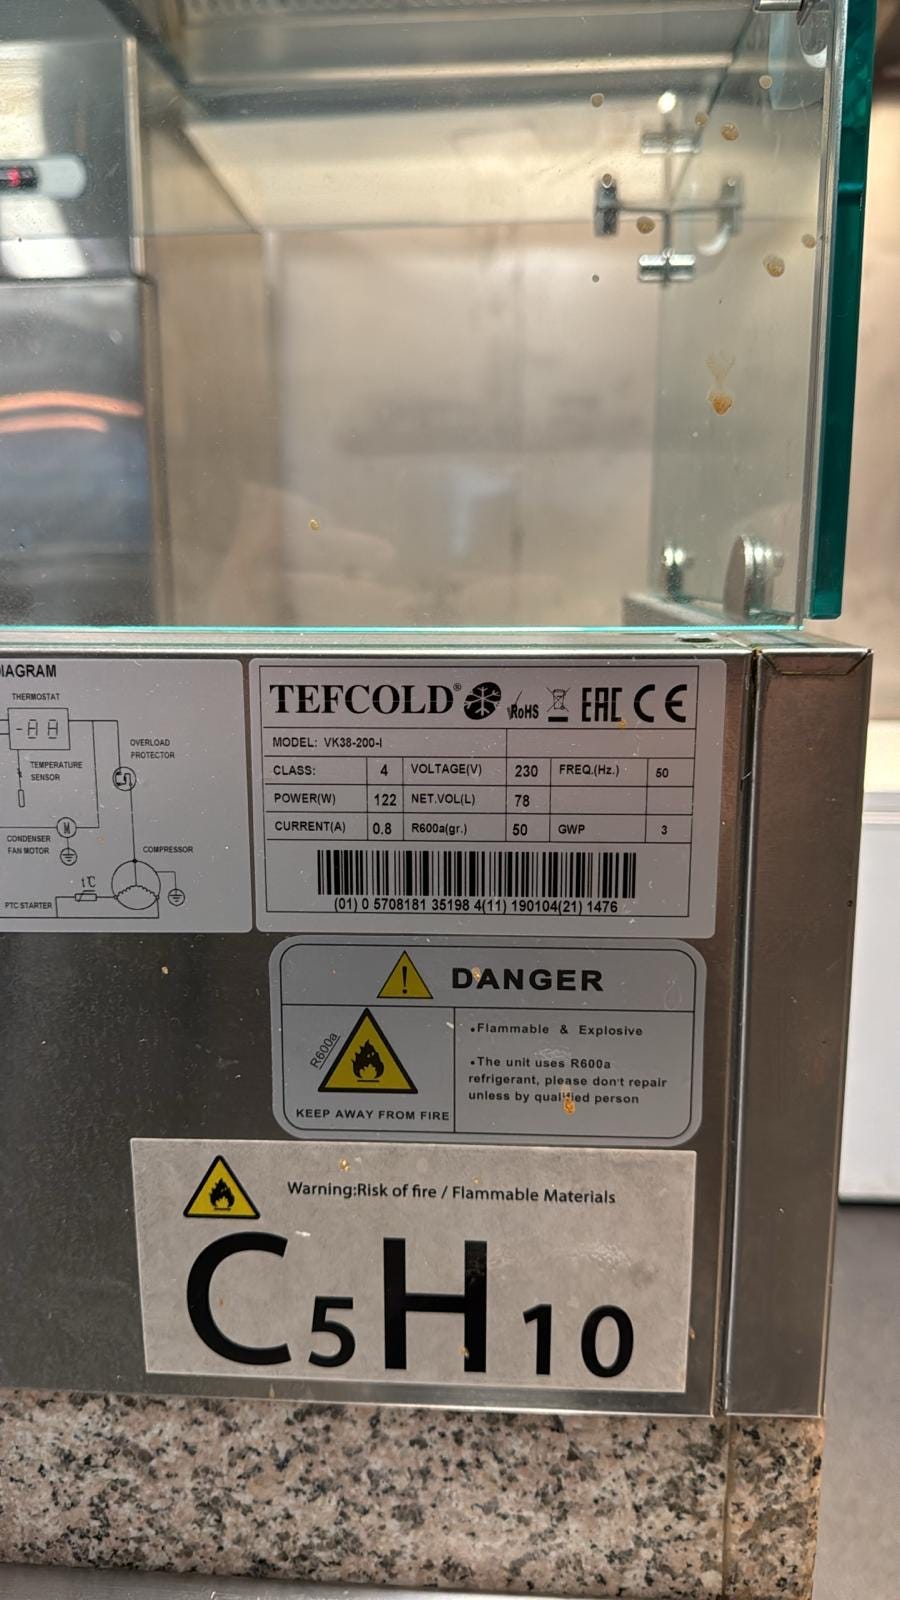 DIAGRAM
THERMOSTAT
OVERLOAD
PROTECTOR
TEMPERATURE
SENSOR
M
CONDENSER
FAN MOTOR
COMPRESSOR
t℃
PTC STARTER
TEFCOLD® RoHS EAC CE
MODEL: VK38-200-I
CLASS: 4 VOLTAGE(V) 230 FREQ.(Hz.) 50
POWER(W) 122 NET.VOL(L) 78
CURRENT(A) 0.8 R600a(gr.) 50 GWP 3
(01) 0 5708181 35198 4(11) 190104(21) 1476
! DANGER
R600a
KEEP AWAY FROM FIRE
•Flammable & Explosive
•The unit uses R600a
refrigerant, please don't repair
unless by qualified person
Warning:Risk of fire / Flammable Materials
C5H10